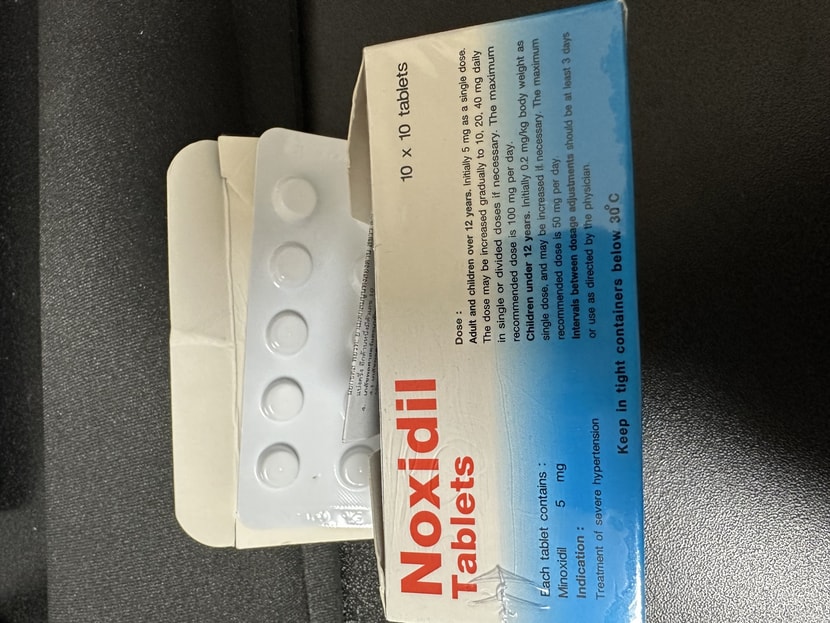 Noxidil
Tablets
10 x 10 tablets
Each tablet contains :
Minoxidil 5 mg
Indication :
Treatment of severe hypertension
Dose :
Adult and children over 12 years. Initially 5 mg as a single dose.
The dose may be increased gradually to 10, 20, 40 mg daily
in single or divided doses if necessary. The maximum
recommended dose is 100 mg per day.
Children under 12 years. Initially 0.2 mg/kg body weight as
single dose, and may be increased if necessary. The maximum
recommended dose is 50 mg per day.
Intervals between dosage adjustments should be at least 3 days
or use as directed by the physician.
Keep in tight containers below 30°C